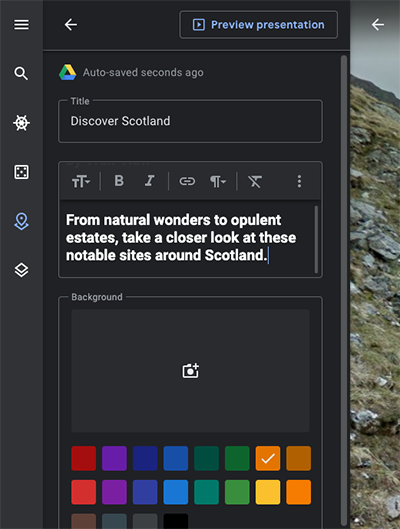 Preview presentation
Auto-saved seconds ago
Title
Discover Scotland
B I
From natural wonders to opulent
estates, take a closer look at these
notable sites around Scotland.
Background